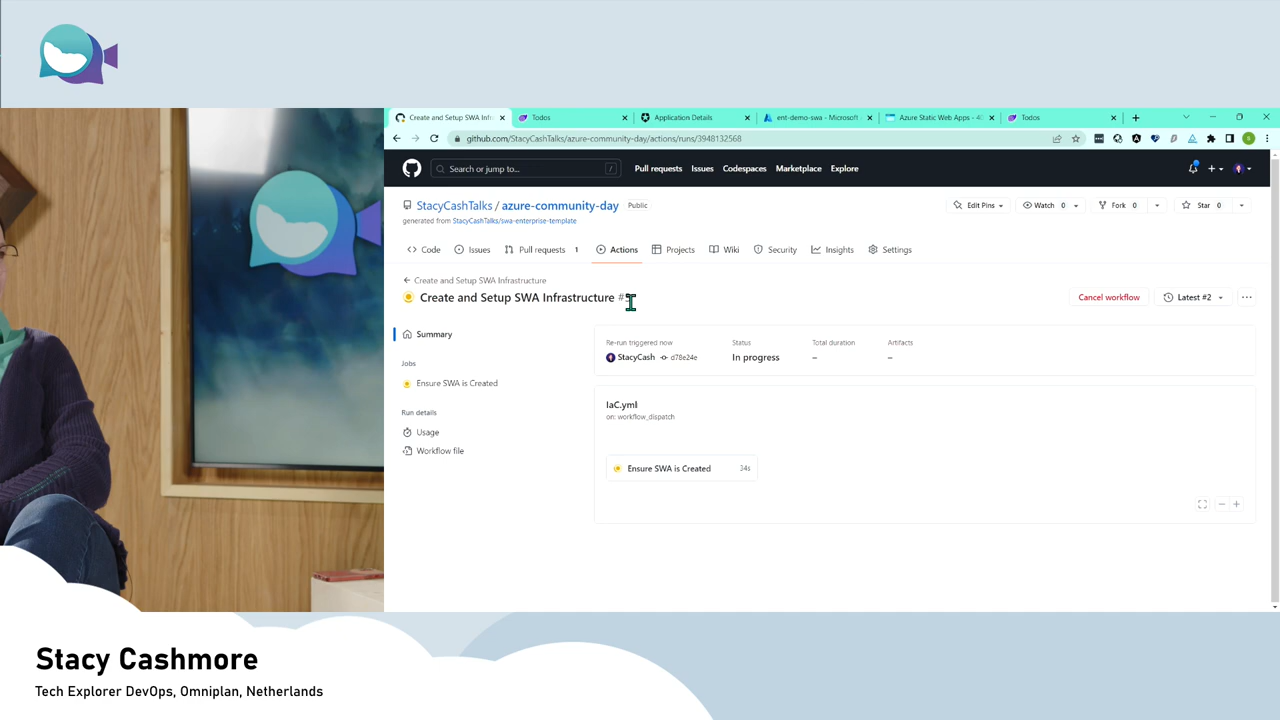 Create and Setup SWA Infr
Todos
Application Details
ent-demo-swa - Microsoft
Azure Static Web Apps - 40
Todos
github.com/StacyCashTalks/azure-community-day/actions/runs/3948132568
Search or jump to...
/
Pull requests
Issues
Codespaces
Marketplace
Explore
StacyCashTalks / azure-community-day
Public
generated from StacyCashTalks/swa-enterprise-template
Edit Pins
Watch 0
Fork 0
Star 0
Code
Issues
Pull requests 1
Actions
Projects
Wiki
Security
Insights
Settings
Create and Setup SWA Infrastructure
Create and Setup SWA Infrastructure #
Cancel workflow
Latest #2
Summary
Jobs
Ensure SWA is Created
Run details
Usage
Workflow file
Re-run triggered now
StacyCash d78e24e
Status
In progress
Total duration
–
Artifacts
–
IaC.yml
on: workflow_dispatch
Ensure SWA is Created 34s
Stacy Cashmore
Tech Explorer DevOps, Omniplan, Netherlands